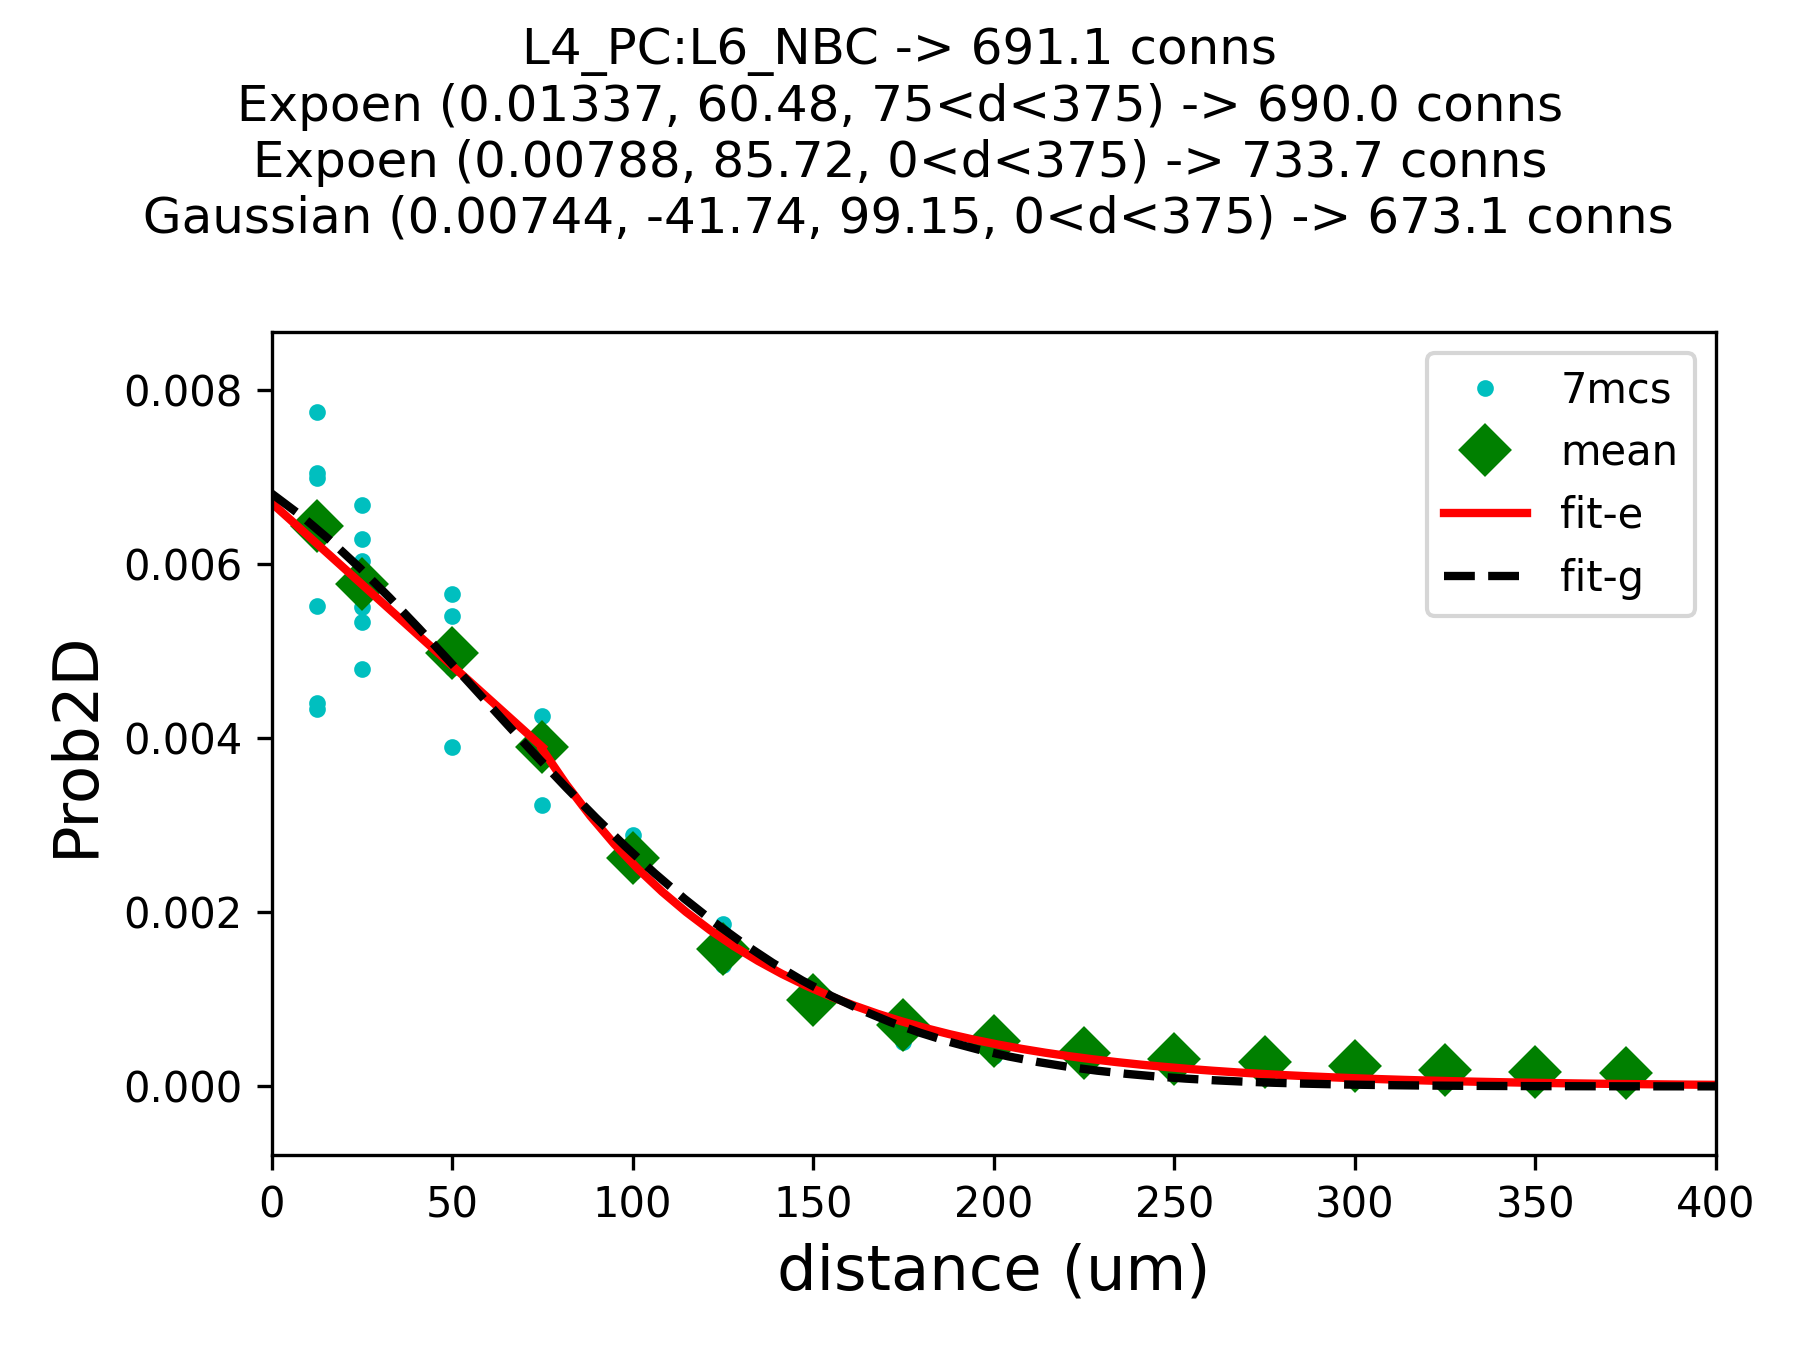 L4_PC:L6_NBC -> 691.1 conns
Expoen (0.01337, 60.48, 75<d<375) -> 690.0 conns
Expoen (0.00788, 85.72, 0<d<375) -> 733.7 conns
Gaussian (0.00744, -41.74, 99.15, 0<d<375) -> 673.1 conns
7mcs
mean
fit-e
fit-g
Prob2D
0.008
0.006
0.004
0.002
0.000
0 50 100 150 200 250 300 350 400
distance (um)